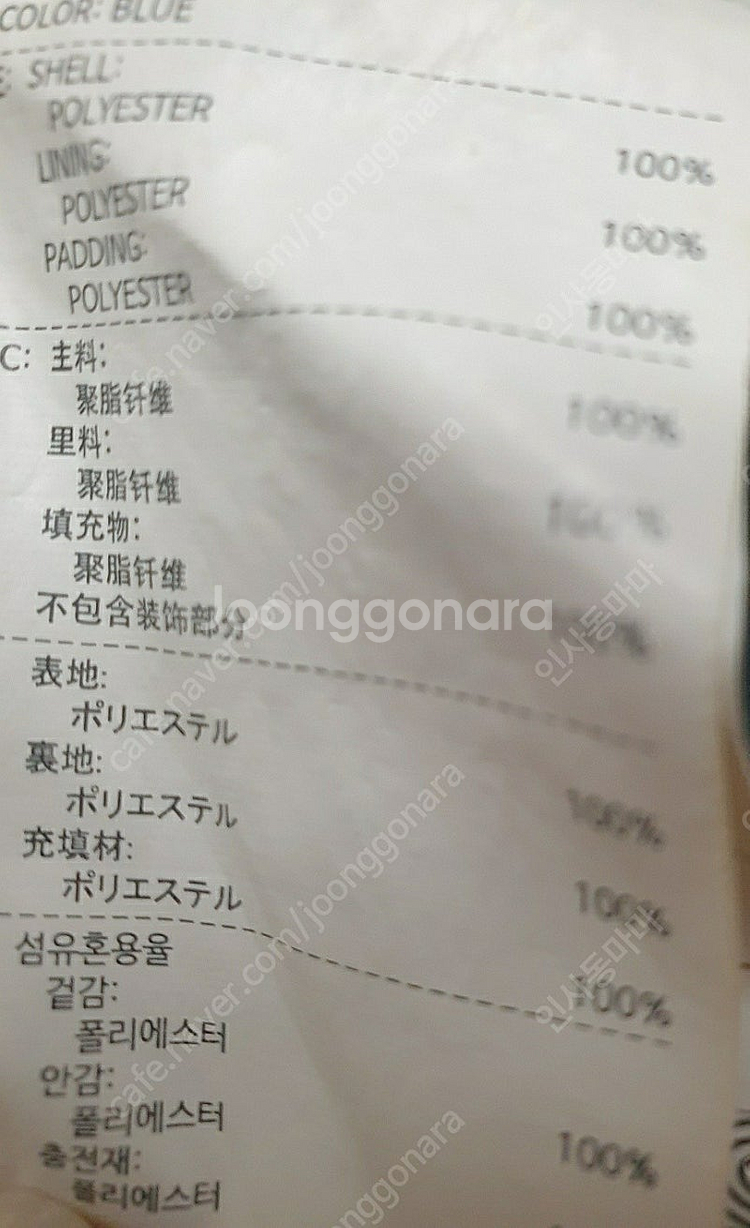 COLOR: BLUE
E: SHELL:
POLYESTER 100%
LINING:
POLYESTER 100%
PADDING:
POLYESTER 100%
C: 主料:
聚脂钎维 100%
里料:
聚脂钎维
填充物:
聚脂钎维
不包含装饰部分
表地:
ポリエステル 100%
裏地:
ポリエステル 100%
充填材:
ポリエステル 100%
섬유혼용율
겉감:
폴리에스터 100%
안감:
폴리에스터
충전재:
폴리에스터
Joonggonara
cafe.naver.com/joonggonara
인사동마마